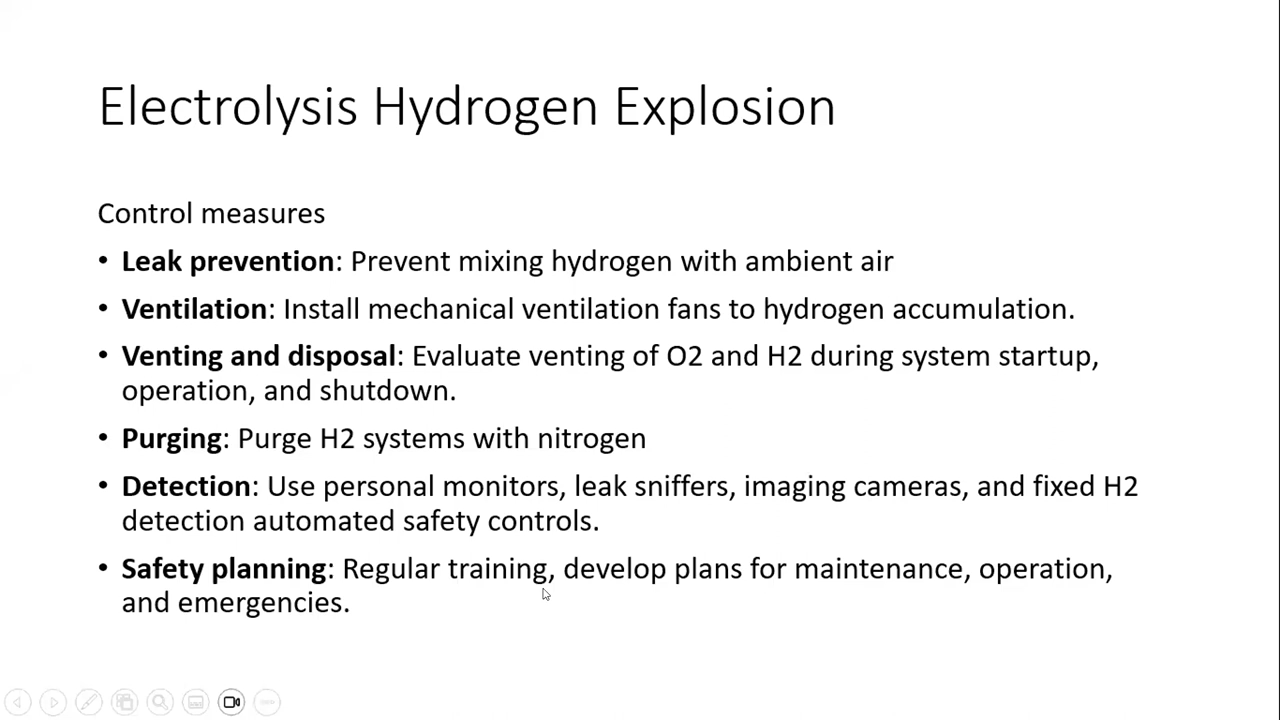 Electrolysis Hydrogen Explosion
Control measures
• Leak prevention: Prevent mixing hydrogen with ambient air
• Ventilation: Install mechanical ventilation fans to hydrogen accumulation.
• Venting and disposal: Evaluate venting of O2 and H2 during system startup,
operation, and shutdown.
• Purging: Purge H2 systems with nitrogen
• Detection: Use personal monitors, leak sniffers, imaging cameras, and fixed H2
detection automated safety controls.
• Safety planning: Regular training, develop plans for maintenance, operation,
and emergencies.